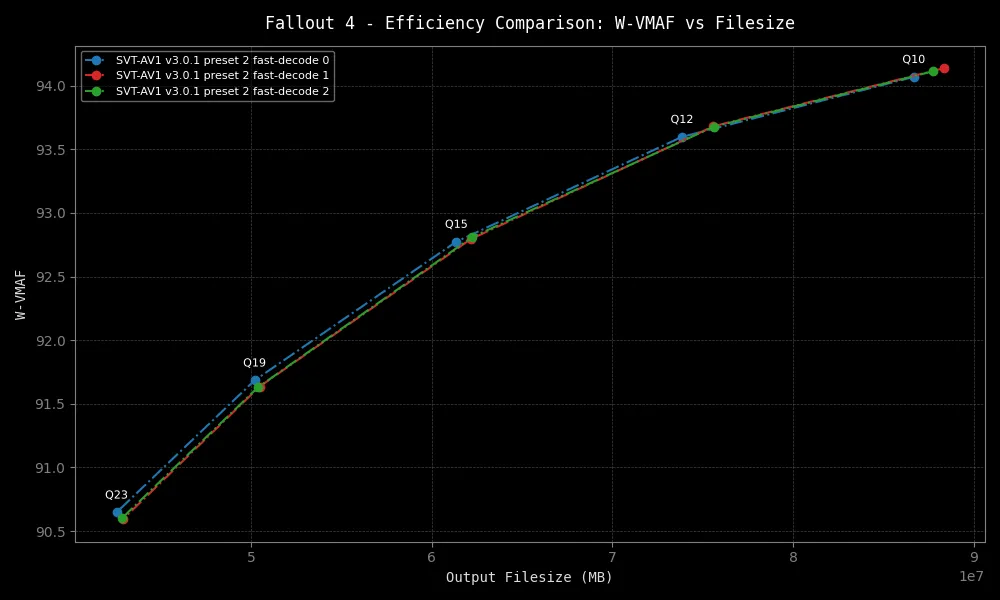 Fallout 4 - Efficiency Comparison: W-VMAF vs Filesize
SVT-AV1 v3.0.1 preset 2 fast-decode 0
SVT-AV1 v3.0.1 preset 2 fast-decode 1
SVT-AV1 v3.0.1 preset 2 fast-decode 2
Q10
Q12
Q15
Q19
Q23
94.0
93.5
93.0
92.5
92.0
91.5
91.0
90.5
W-VMAF
5 6 7 8 9
1e7
Output Filesize (MB)